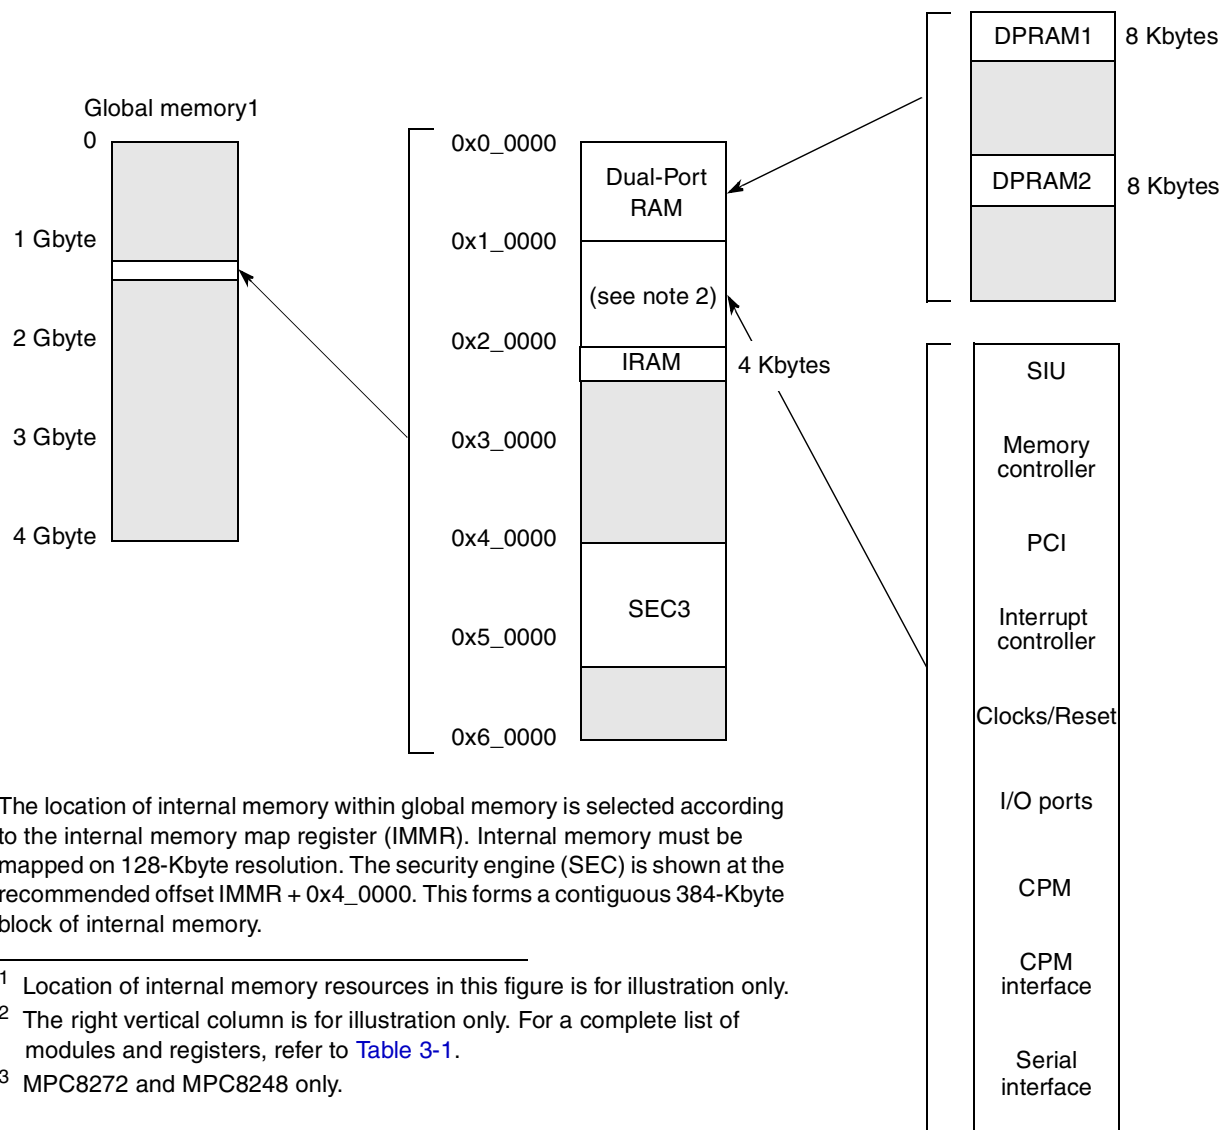 Global memory1
0
1 Gbyte
2 Gbyte
3 Gbyte
4 Gbyte
0x0_0000
0x1_0000
0x2_0000
0x3_0000
0x4_0000
0x5_0000
0x6_0000
Dual-Port
RAM
(see note 2)
IRAM
4 Kbytes
SEC3
DPRAM1
8 Kbytes
DPRAM2
8 Kbytes
SIU
Memory
controller
PCI
Interrupt
controller
Clocks/Reset
I/O ports
CPM
CPM
interface
Serial
interface
The location of internal memory within global memory is selected according
to the internal memory map register (IMMR). Internal memory must be
mapped on 128-Kbyte resolution. The security engine (SEC) is shown at the
recommended offset IMMR + 0x4_0000. This forms a contiguous 384-Kbyte
block of internal memory.
1 Location of internal memory resources in this figure is for illustration only.
2 The right vertical column is for illustration only. For a complete list of
modules and registers, refer to Table 3-1.
3 MPC8272 and MPC8248 only.